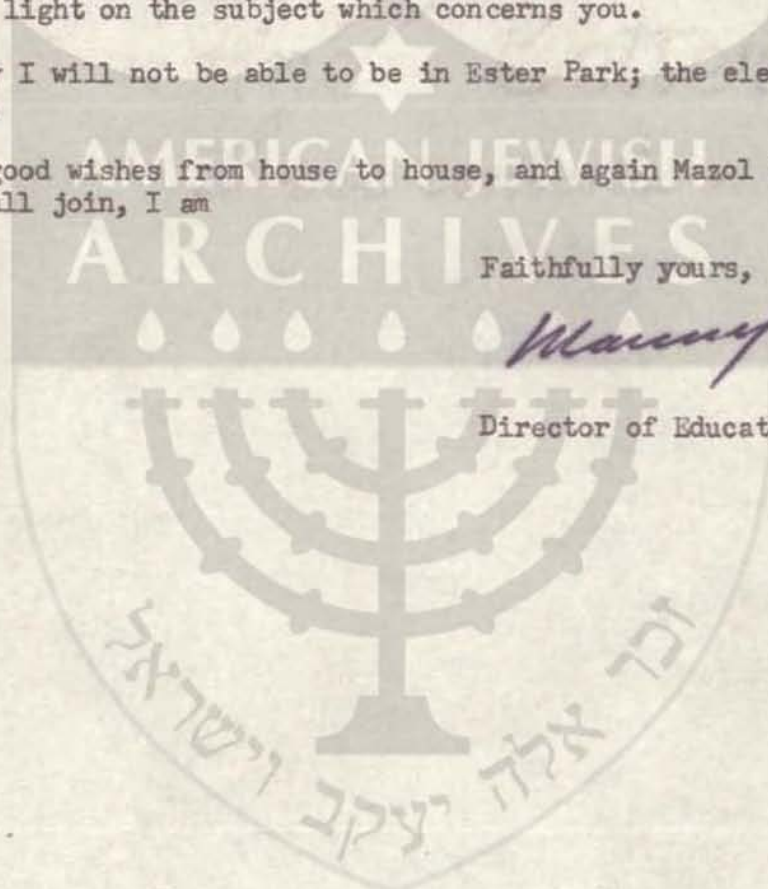 light on the subject which concerns you.
I will not be able to be in Ester Park; the ele
AMERICAN JEWISH
good wishes from house to house, and again Mazol
ll join, I am
ARCHIVES
Faithfully yours,
Manny
Director of Educat
זכר אלה יעקב וישראל